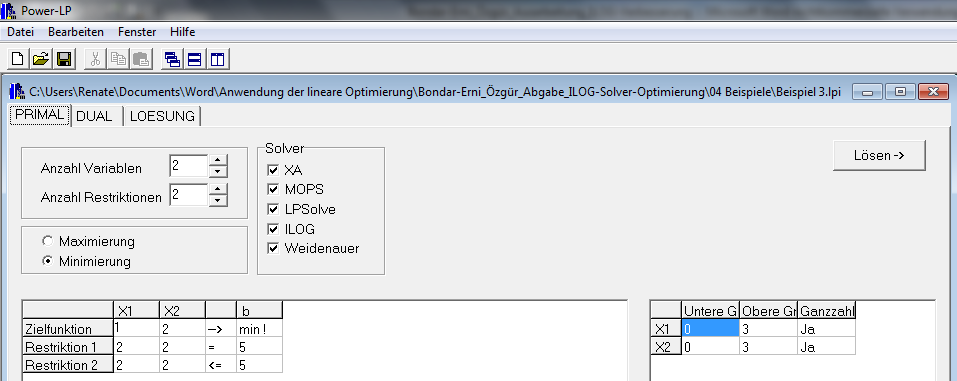 Power-LP
Datei Bearbeiten Fenster Hilfe
C:\Users\Renate\Documents\Word\Anwendung der lineare Optimierung\Bondar-Erni_Özgür_Abgabe_ILOG-Solver-Optimierung\04 Beispiele\Beispiel 3.lpi
PRIMAL DUAL LOESUNG
Anzahl Variablen 2
Anzahl Restriktionen 2
Maximierung
Minimierung
Solver
XA
MOPS
LPSolve
ILOG
Weidenauer
Lösen ->
X1 X2 b
Zielfunktion 1 2 --> min !
Restriktion 1 2 2 = 5
Restriktion 2 2 2 <= 5
Untere G Obere Gr Ganzzahl
X1 0 3 Ja
X2 0 3 Ja